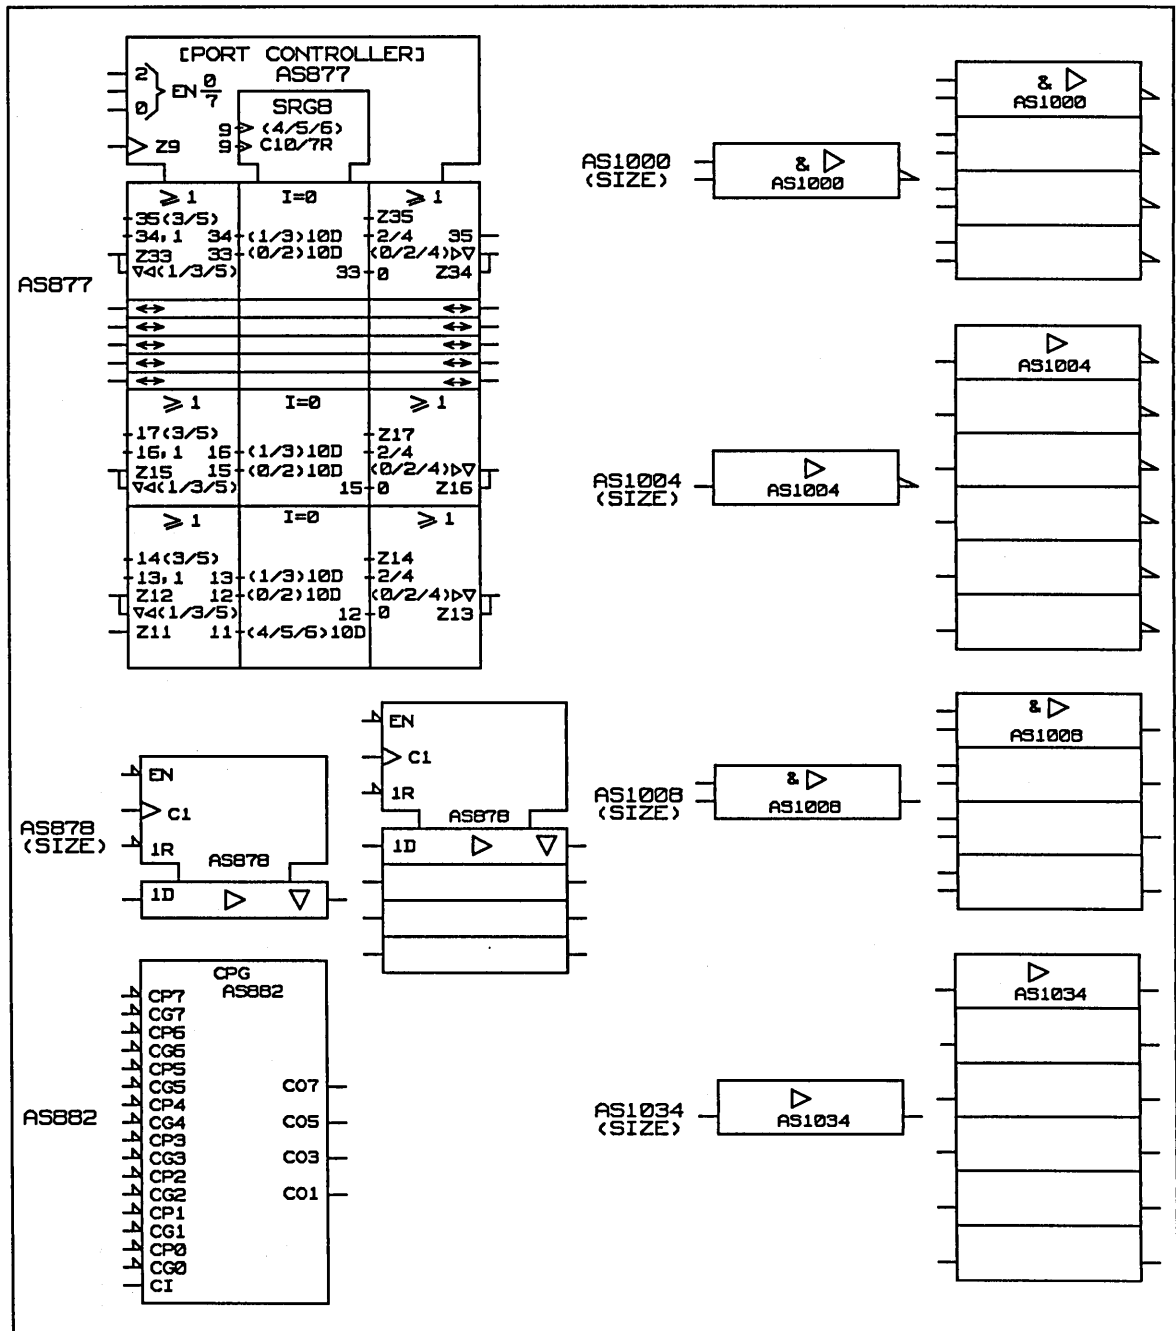 [PORT CONTROLLER]
AS877
2
0
EN 0/7
Z9
SRG8
9 (4/5/6)
9 C10/7R
AS877
≥ 1 I=0 ≥ 1
35(3/5) Z35
34,1 34 (1/3)10D 2/4 35
Z33 33 (0/2)10D (0/2/4)▷▽
▽◁(1/3/5) 33 0 Z34
↔ ↔
↔ ↔
↔ ↔
↔ ↔
↔ ↔
≥ 1 I=0 ≥ 1
17(3/5) Z17
16,1 16 (1/3)10D 2/4
Z15 15 (0/2)10D (0/2/4)▷▽
▽◁(1/3/5) 15 0 Z16
≥ 1 I=0 ≥ 1
14(3/5) Z14
13,1 13 (1/3)10D 2/4
Z12 12 (0/2)10D (0/2/4)▷▽
▽◁(1/3/5) 12 0 Z13
Z11 11 (4/5/6)10D
AS878
(SIZE)
EN
C1
1R
AS878
1D ▷ ▽
EN
C1
1R
AS878
1D ▷ ▽
AS882
CPG
AS882
CP7
CG7
CP6
CG6
CP5
CG5 CO7
CP4
CG4 CO5
CP3
CG3 CO3
CP2
CG2 CO1
CP1
CG1
CP0
CG0
CI
AS1000
(SIZE)
& ▷
AS1000
& ▷
AS1000
AS1004
(SIZE)
▷
AS1004
▷
AS1004
AS1008
(SIZE)
& ▷
AS1008
& ▷
AS1008
AS1034
(SIZE)
▷
AS1034
▷
AS1034